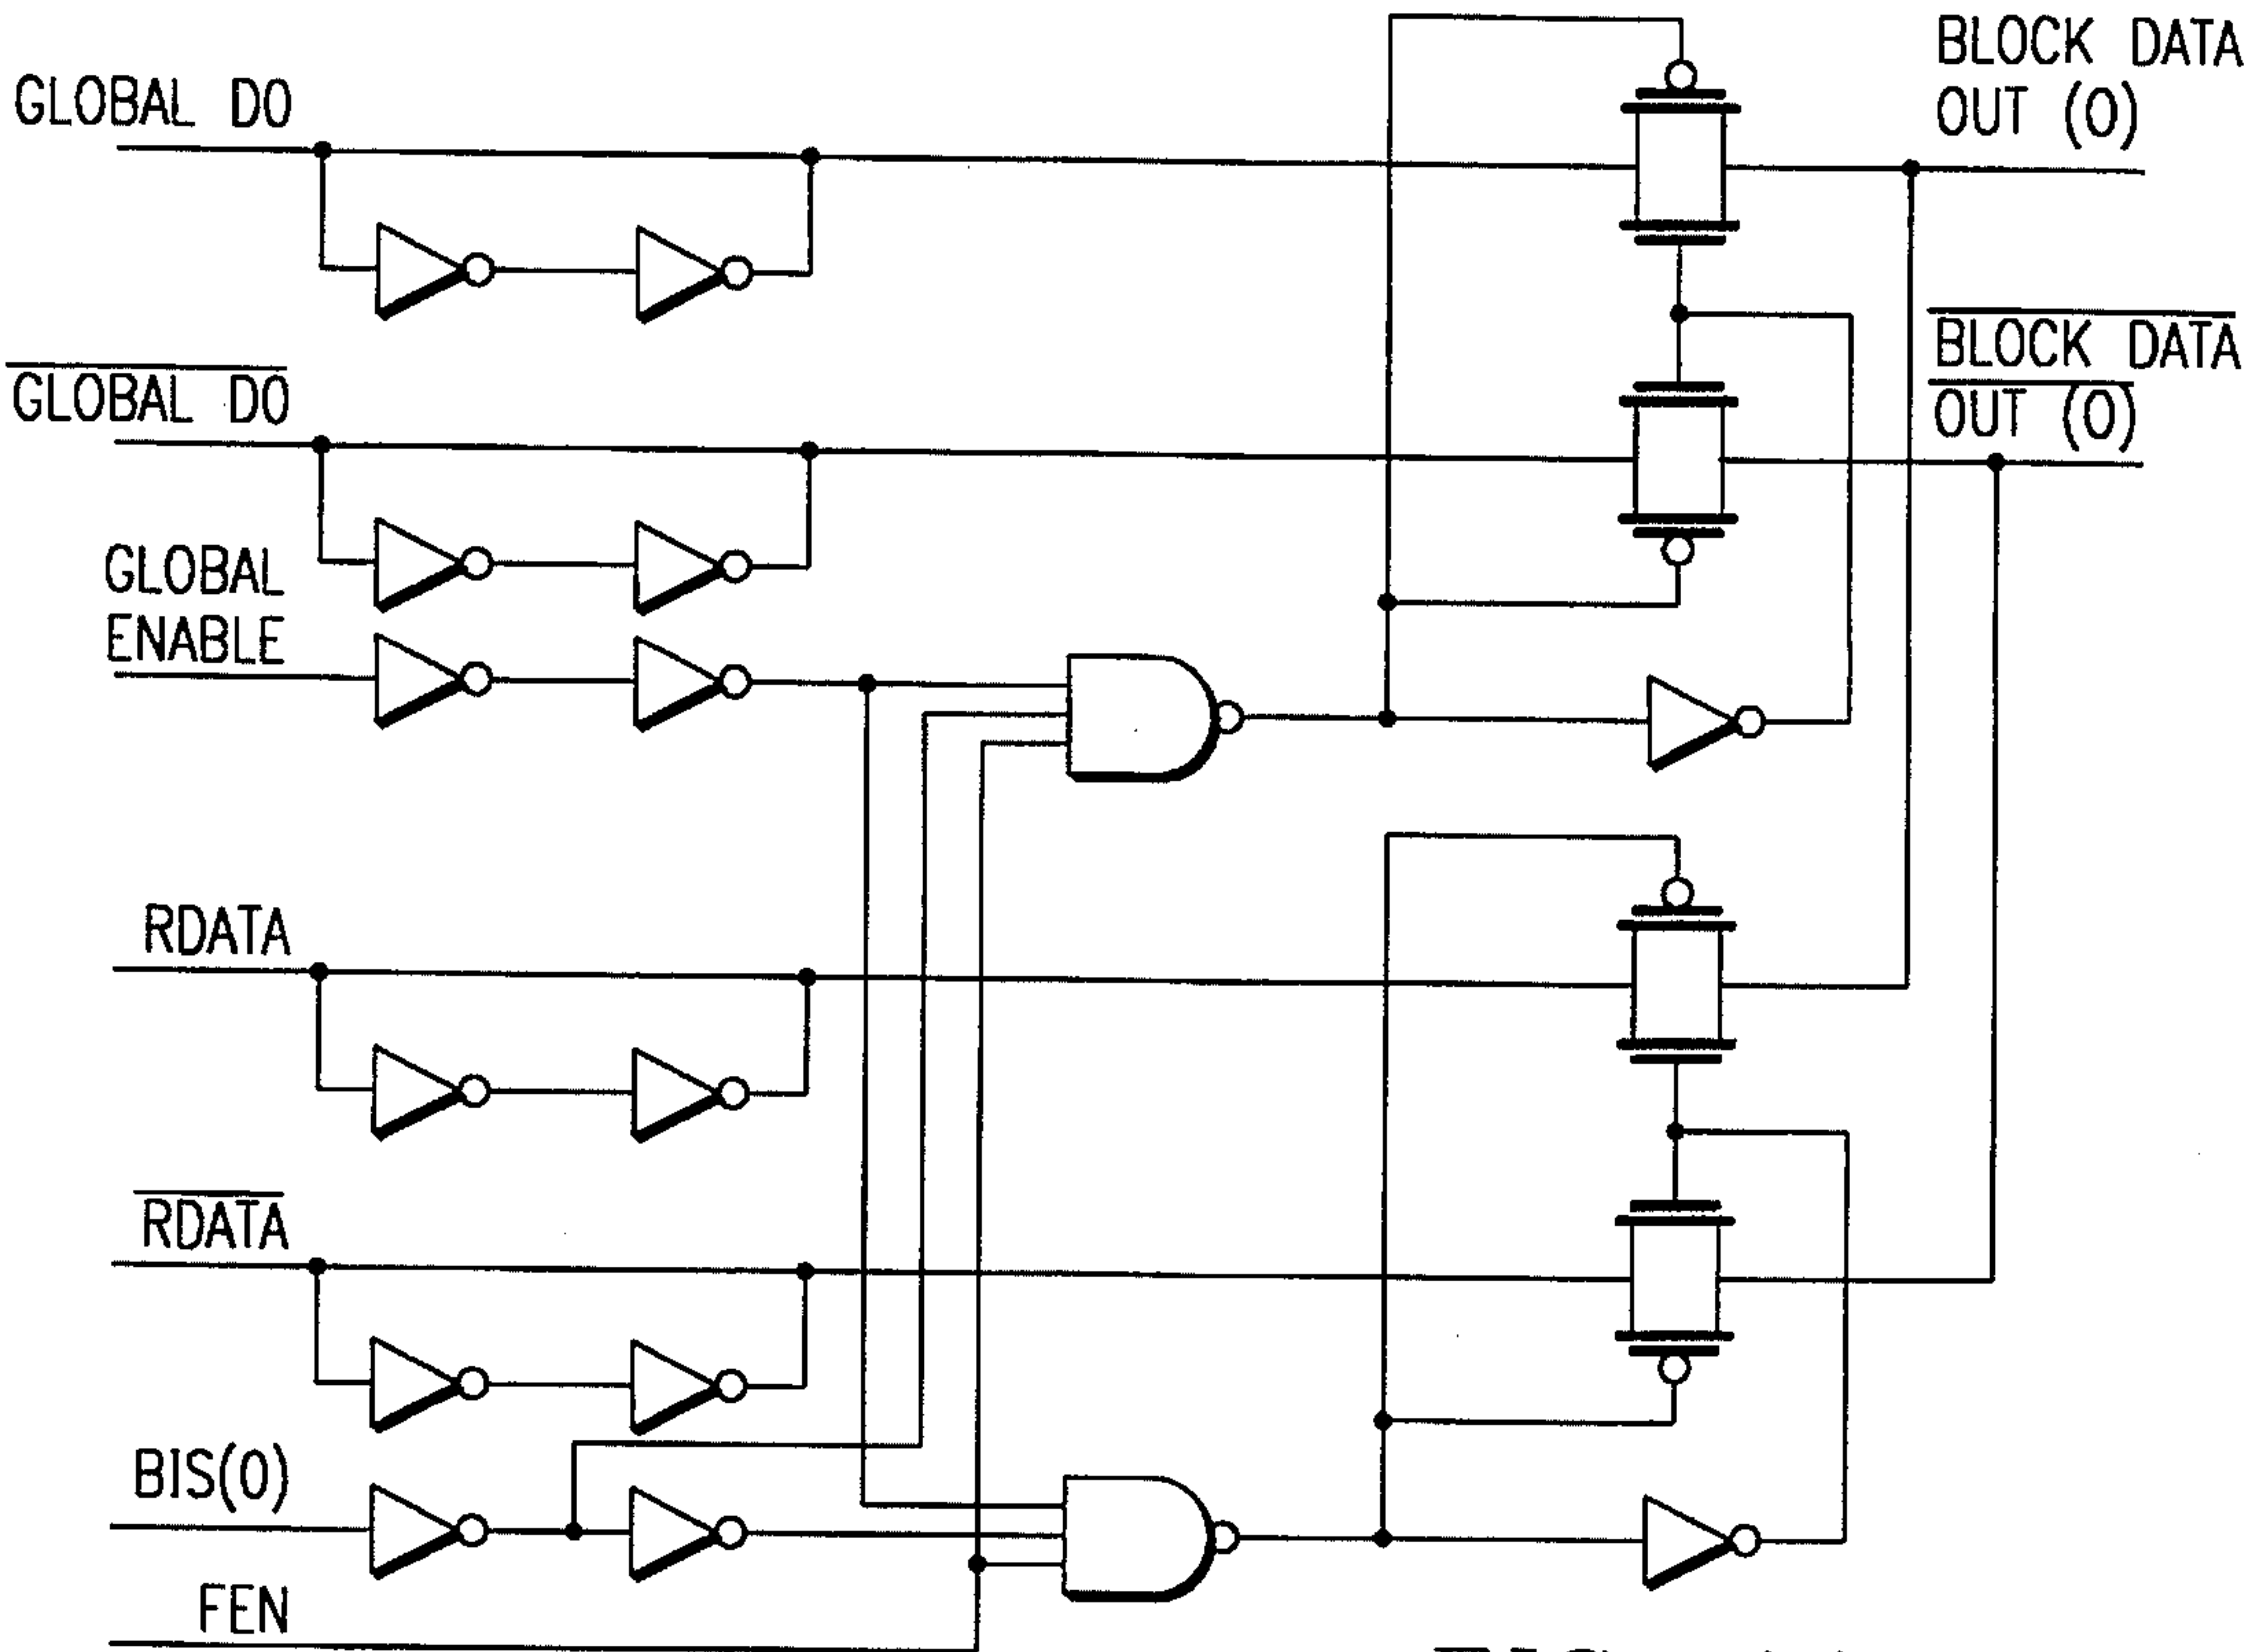 GLOBAL DO
BLOCK DATA
OUT (0)
GLOBAL DO
BLOCK DATA
OUT (0)
GLOBAL
ENABLE
RDATA
RDATA
BIS(0)
FEN